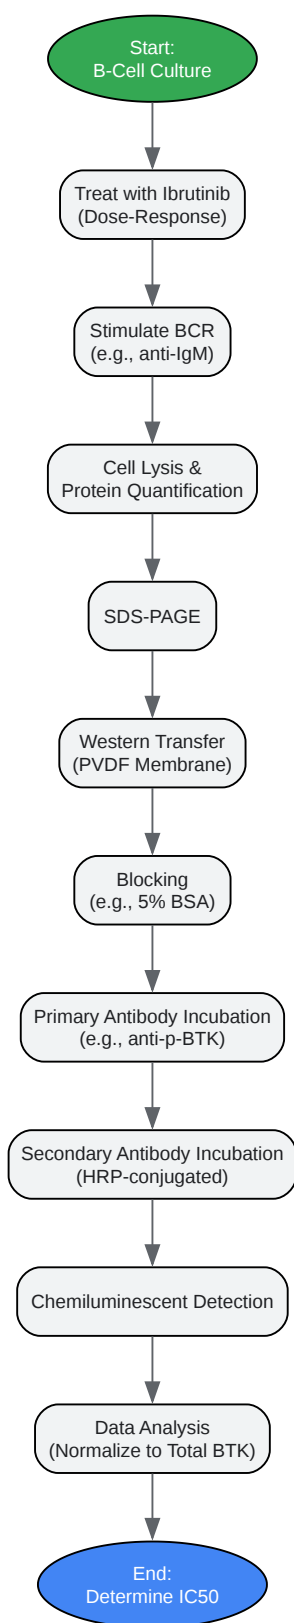 Start:
B-Cell Culture
Treat with Ibrutinib
(Dose-Response)
Stimulate BCR
(e.g., anti-IgM)
Cell Lysis &
Protein Quantification
SDS-PAGE
Western Transfer
(PVDF Membrane)
Blocking
(e.g., 5% BSA)
Primary Antibody Incubation
(e.g., anti-p-BTK)
Secondary Antibody Incubation
(HRP-conjugated)
Chemiluminescent Detection
Data Analysis
(Normalize to Total BTK)
End:
Determine IC50